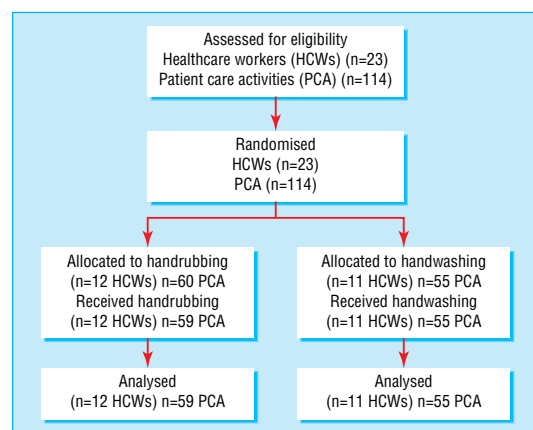 Assessed for eligibility
Healthcare workers (HCWs) (n=23)
Patient care activities (PCA) (n=114)
Randomised
HCWs (n=23)
PCA (n=114)
Allocated to handrubbing
(n=12 HCWs) n=60 PCA
Received handrubbing
(n=12 HCWs) n=59 PCA
Allocated to handwashing
(n=11 HCWs) n=55 PCA
Received handwashing
(n=11 HCWs) n=55 PCA
Analysed
(n=12 HCWs) n=59 PCA
Analysed
(n=11 HCWs) n=55 PCA